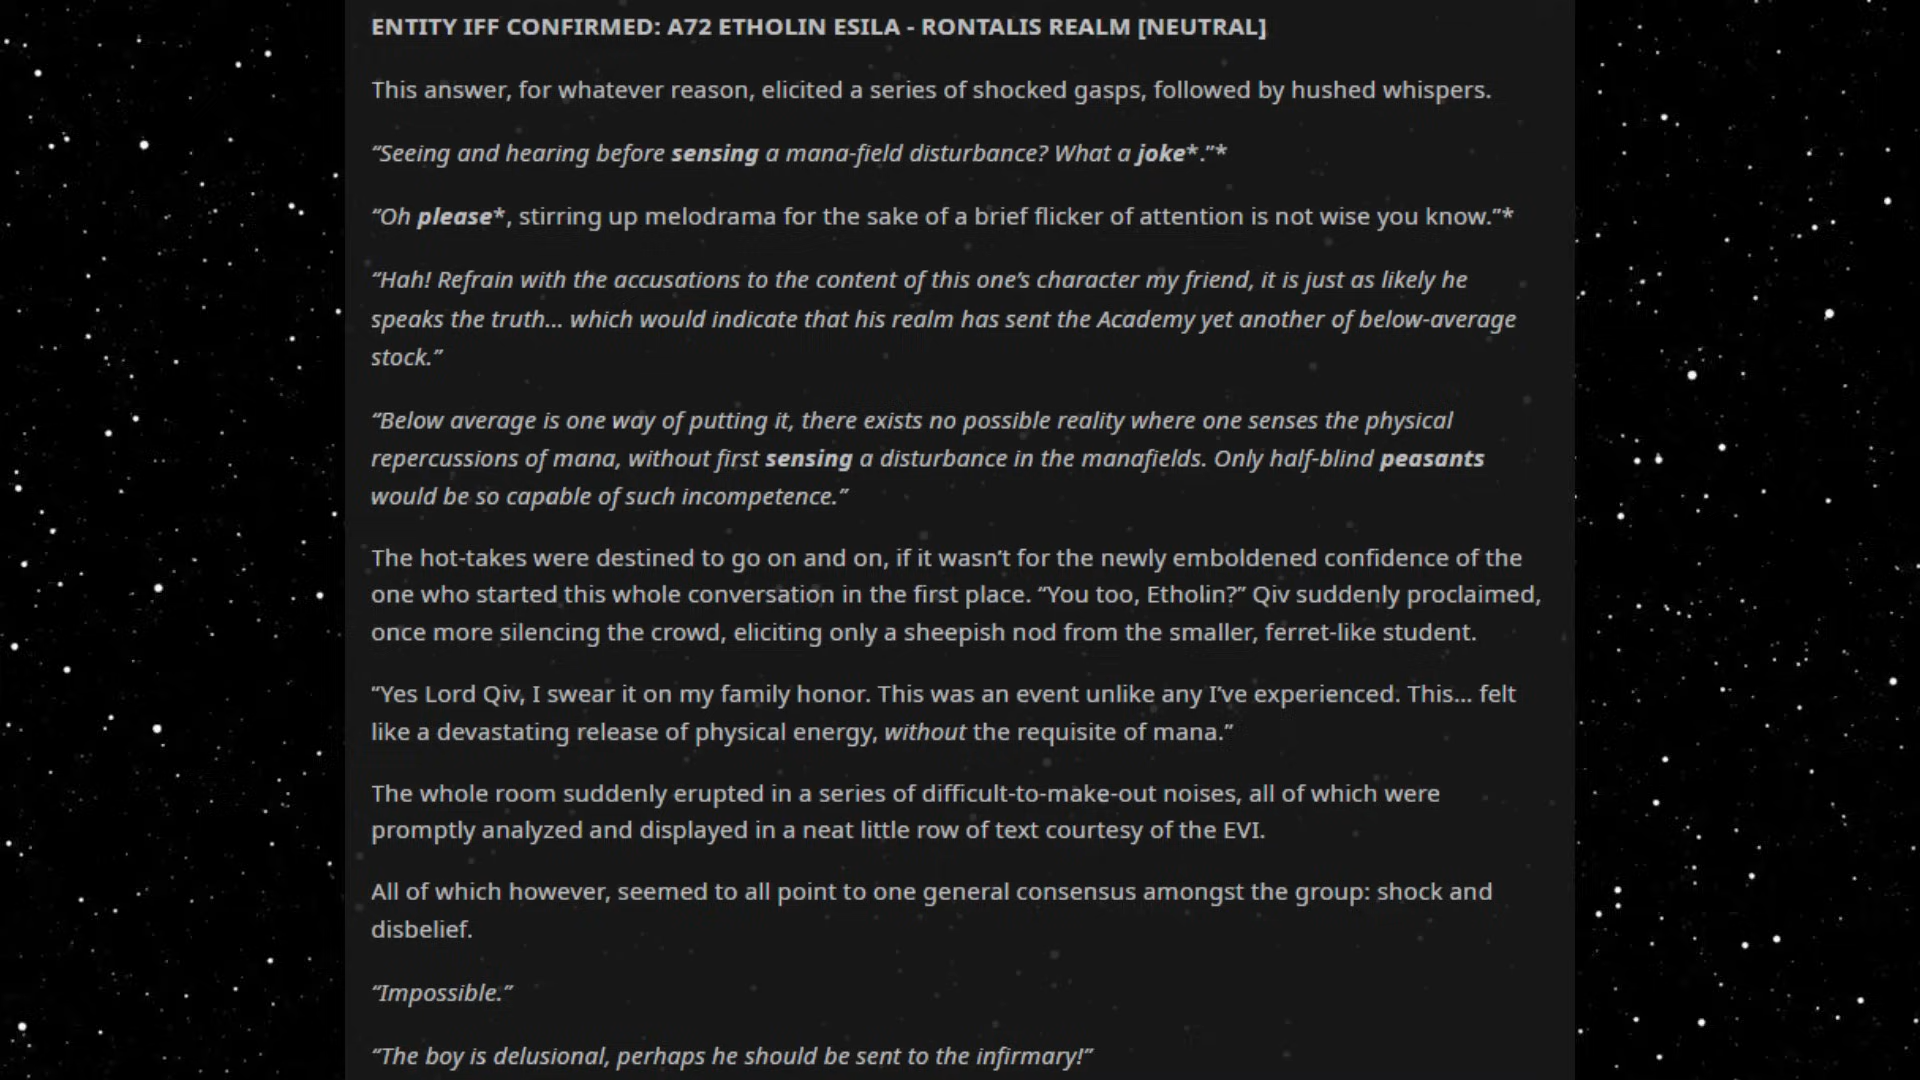 ENTITY IFF CONFIRMED: A72 ETHOLIN ESILA - RONTALIS REALM [NEUTRAL]
This answer, for whatever reason, elicited a series of shocked gasps, followed by hushed whispers.
“Seeing and hearing before sensing a mana-field disturbance? What a joke*.”*
“Oh please*, stirring up melodrama for the sake of a brief flicker of attention is not wise you know.”*
“Hah! Refrain with the accusations to the content of this one’s character my friend, it is just as likely he
speaks the truth… which would indicate that his realm has sent the Academy yet another of below-average
stock.”
“Below average is one way of putting it, there exists no possible reality where one senses the physical
repercussions of mana, without first sensing a disturbance in the manafields. Only half-blind peasants
would be so capable of such incompetence.”
The hot-takes were destined to go on and on, if it wasn’t for the newly emboldened confidence of the
one who started this whole conversation in the first place. “You too, Etholin?” Qiv suddenly proclaimed,
once more silencing the crowd, eliciting only a sheepish nod from the smaller, ferret-like student.
“Yes Lord Qiv, I swear it on my family honor. This was an event unlike any I’ve experienced. This… felt
like a devastating release of physical energy, without the requisite of mana.”
The whole room suddenly erupted in a series of difficult-to-make-out noises, all of which were
promptly analyzed and displayed in a neat little row of text courtesy of the EVI.
All of which however, seemed to all point to one general consensus amongst the group: shock and
disbelief.
“Impossible.”
“The boy is delusional, perhaps he should be sent to the infirmary!”